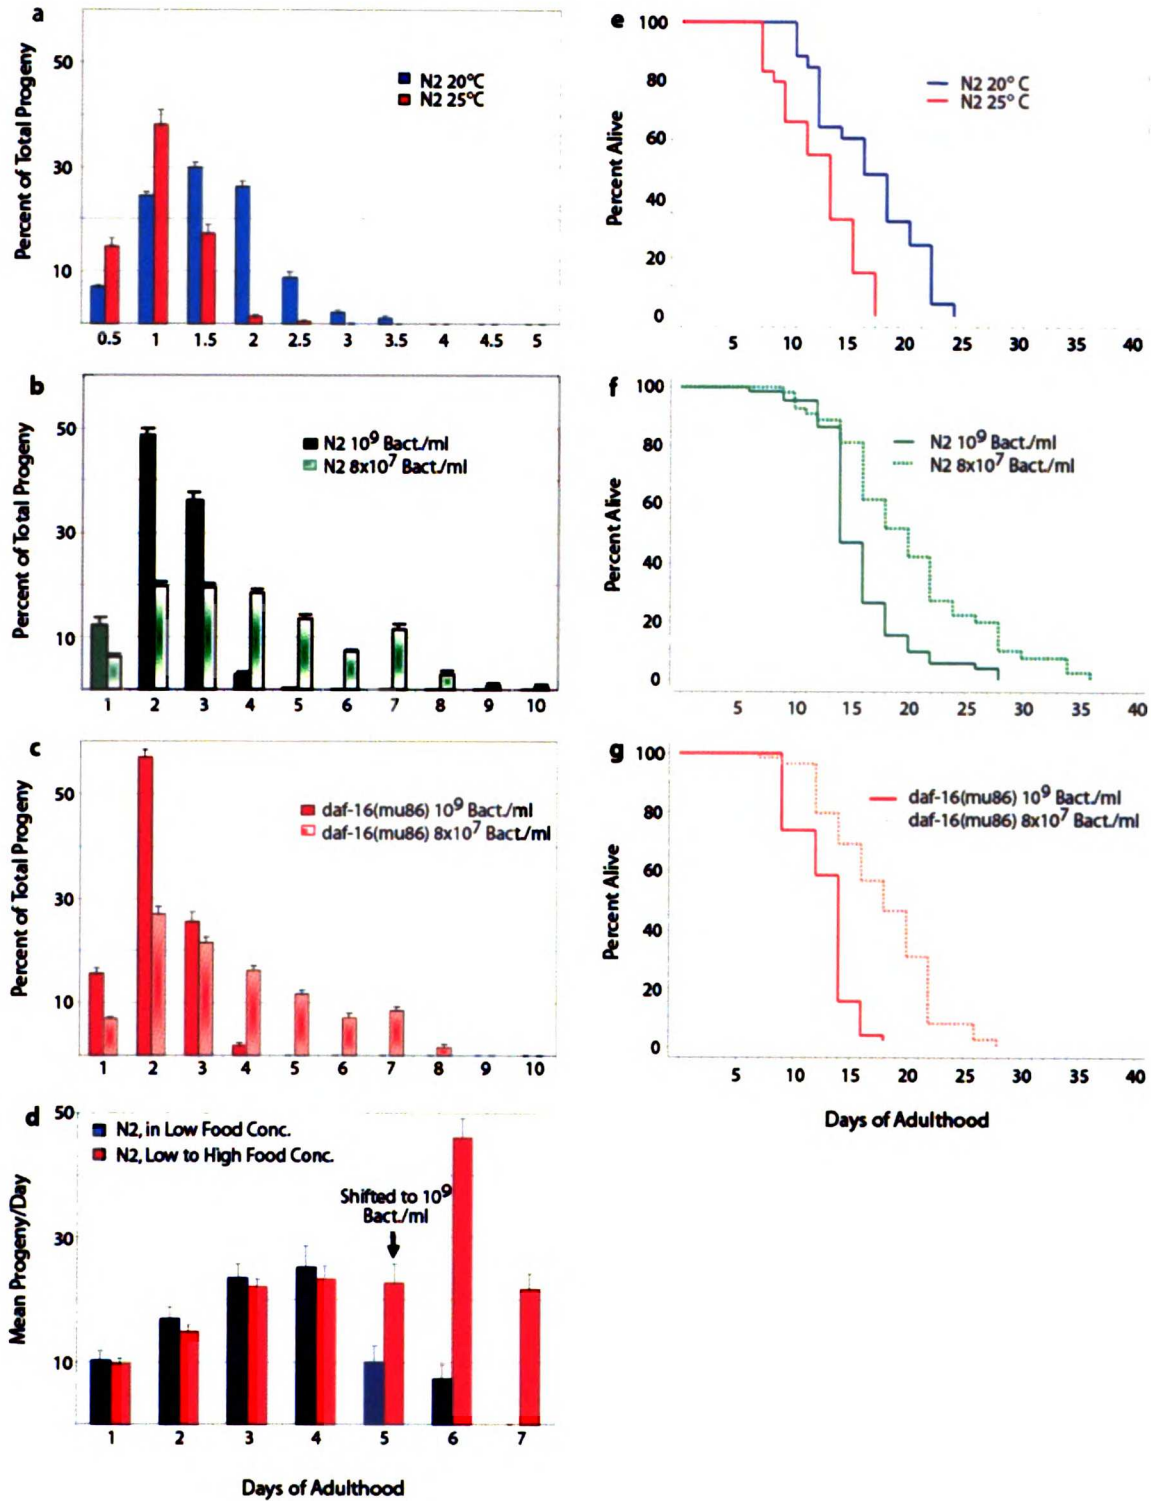 a
Percent of Total Progeny
50
30
10
N2 20°C
N2 25°C
0.5 1 1.5 2 2.5 3 3.5 4 4.5 5
b
Percent of Total Progeny
50
30
10
N2 10⁹ Bact./ml
N2 8x10⁷ Bact./ml
1 2 3 4 5 6 7 8 9 10
c
Percent of Total Progeny
50
30
10
daf-16(mu86) 10⁹ Bact./ml
daf-16(mu86) 8x10⁷ Bact./ml
1 2 3 4 5 6 7 8 9 10
d
Mean Progeny/Day
50
30
10
N2, in Low Food Conc.
N2, Low to High Food Conc.
Shifted to 10⁹
Bact./ml
1 2 3 4 5 6 7
Days of Adulthood
e
Percent Alive
100
80
60
40
20
0
N2 20° C
N2 25° C
5 10 15 20 25 30 35 40
f
Percent Alive
100
80
60
40
20
0
N2 10⁹ Bact./ml
N2 8x10⁷ Bact./ml
5 10 15 20 25 30 35 40
g
Percent Alive
100
80
60
40
20
0
daf-16(mu86) 10⁹ Bact./ml
daf-16(mu86) 8x10⁷ Bact./ml
5 10 15 20 25 30 35 40
Days of Adulthood